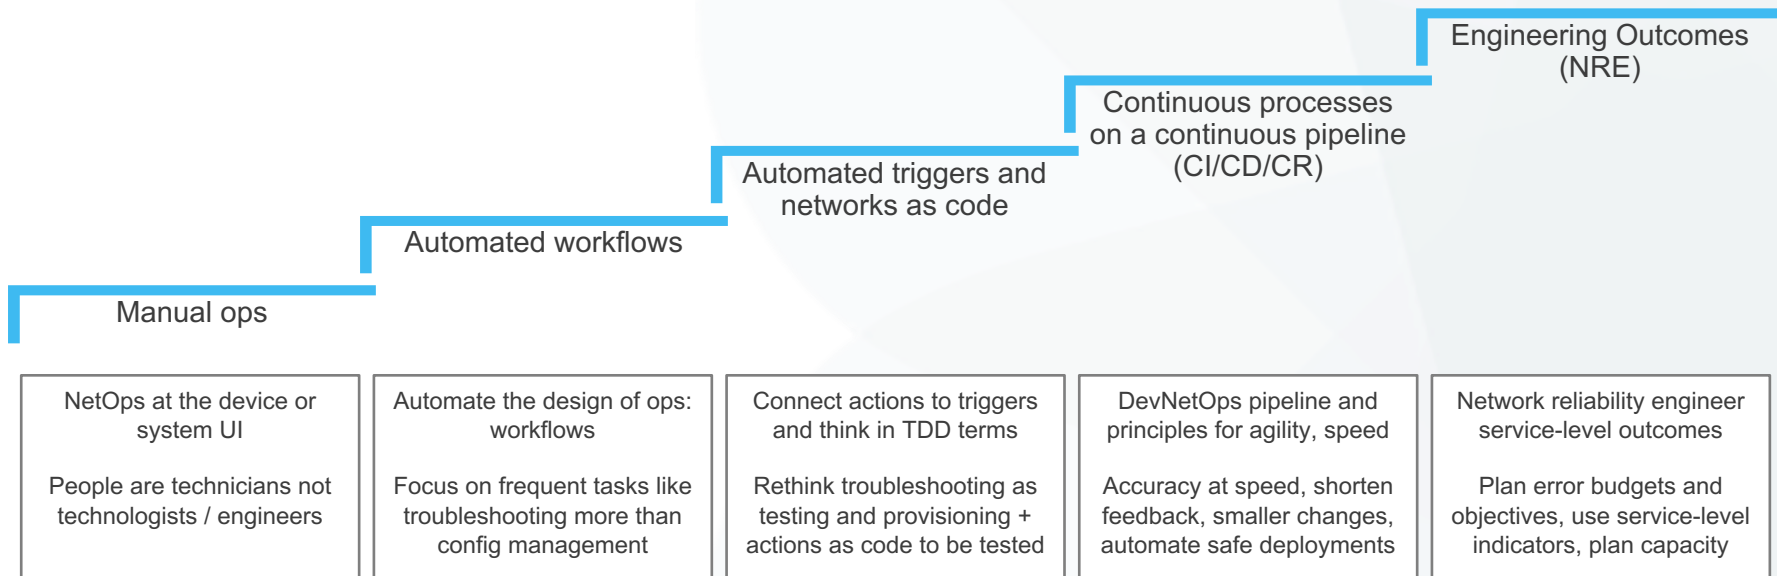 Engineering Outcomes
(NRE)
Continuous processes
on a continuous pipeline
(CI/CD/CR)
Automated triggers and
networks as code
Automated workflows
Manual ops
NetOps at the device or
system UI
People are technicians not
technologists / engineers
Automate the design of ops:
workflows
Focus on frequent tasks like
troubleshooting more than
config management
Connect actions to triggers
and think in TDD terms
Rethink troubleshooting as
testing and provisioning +
actions as code to be tested
DevNetOps pipeline and
principles for agility, speed
Accuracy at speed, shorten
feedback, smaller changes,
automate safe deployments
Network reliability engineer
service-level outcomes
Plan error budgets and
objectives, use service-level
indicators, plan capacity